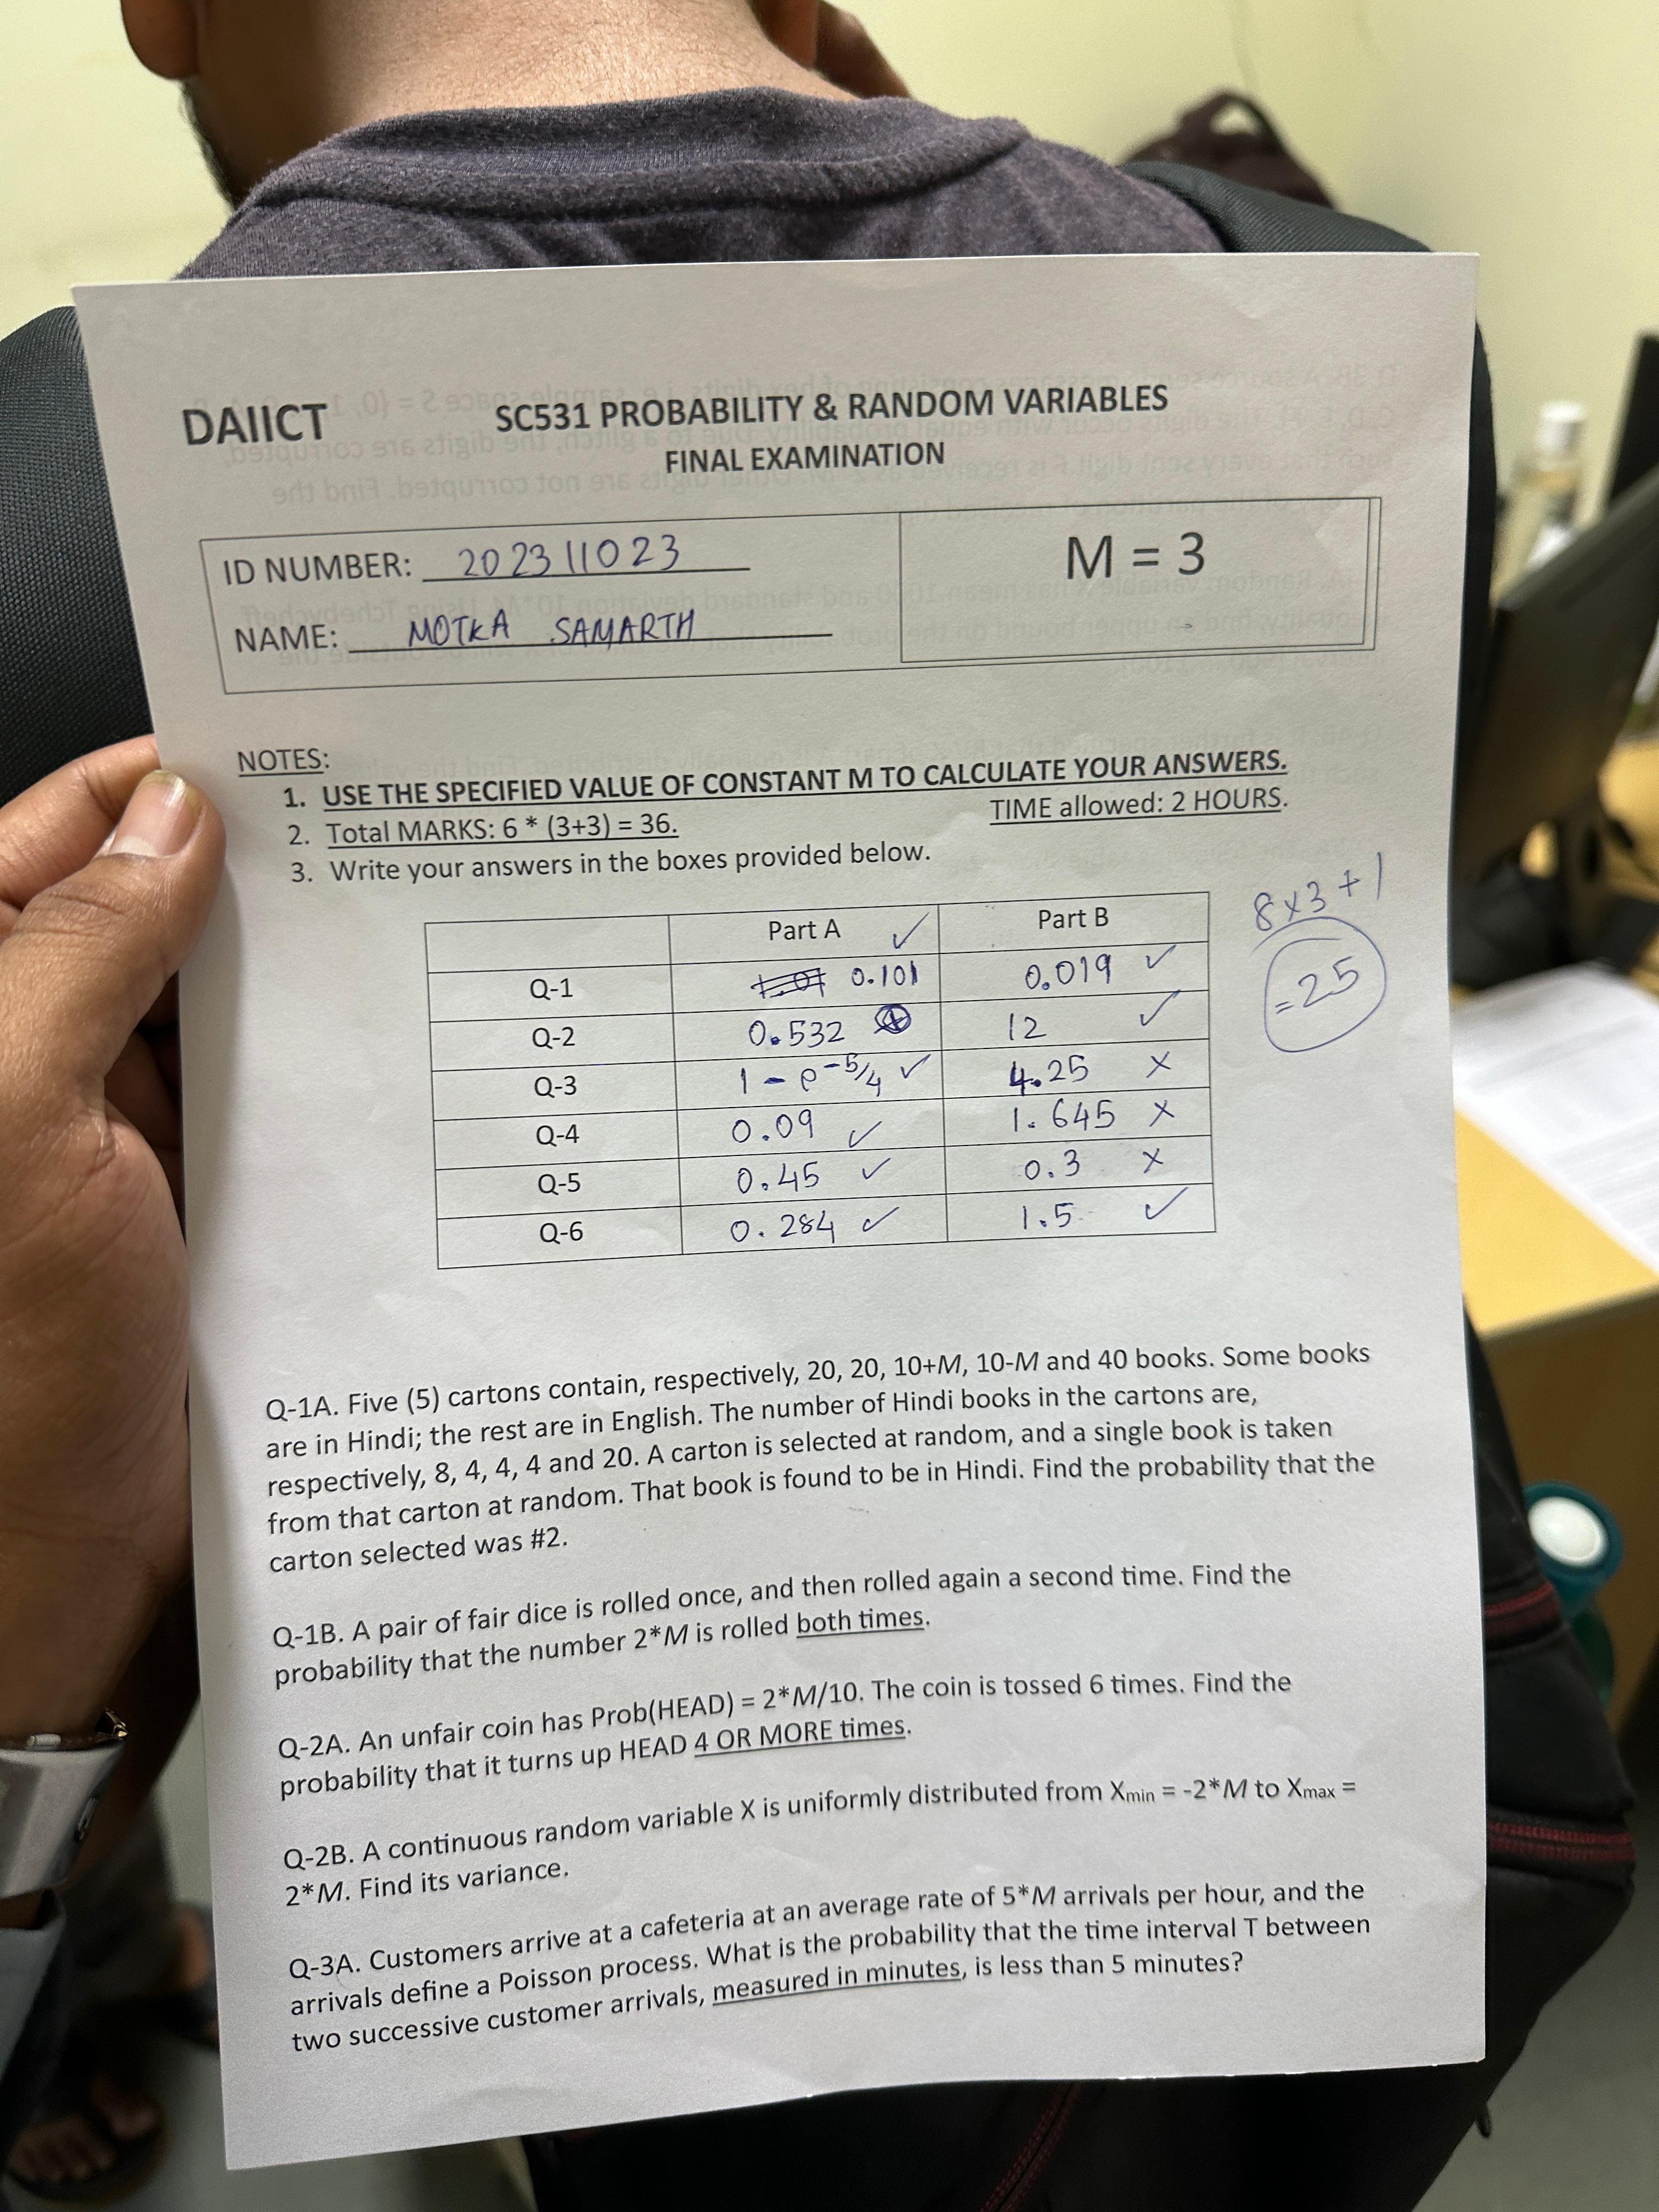 DAIICT
SC531 PROBABILITY & RANDOM VARIABLES
FINAL EXAMINATION
ID NUMBER: 202311023
M = 3
NAME: MOTKA SAMARTH
NOTES:
1. USE THE SPECIFIED VALUE OF CONSTANT M TO CALCULATE YOUR ANSWERS.
2. Total MARKS: 6 * (3+3) = 36. TIME allowed: 2 HOURS.
3. Write your answers in the boxes provided below.
8x3+1
= 25
Part A ✓ Part B
Q-1 0.101 0.019 ✓
Q-2 0.532 12 ✓
Q-3 1 - e^-5/4 ✓ 4.25 ×
Q-4 0.09 ✓ 1.645 ×
Q-5 0.45 ✓ 0.3 ×
Q-6 0.284 ✓ 1.5 ✓
Q-1A. Five (5) cartons contain, respectively, 20, 20, 10+M, 10-M and 40 books. Some books
are in Hindi; the rest are in English. The number of Hindi books in the cartons are,
respectively, 8, 4, 4, 4 and 20. A carton is selected at random, and a single book is taken
from that carton at random. That book is found to be in Hindi. Find the probability that the
carton selected was #2.
Q-1B. A pair of fair dice is rolled once, and then rolled again a second time. Find the
probability that the number 2*M is rolled both times.
Q-2A. An unfair coin has Prob(HEAD) = 2*M/10. The coin is tossed 6 times. Find the
probability that it turns up HEAD 4 OR MORE times.
Q-2B. A continuous random variable X is uniformly distributed from Xmin = -2*M to Xmax =
2*M. Find its variance.
Q-3A. Customers arrive at a cafeteria at an average rate of 5*M arrivals per hour, and the
arrivals define a Poisson process. What is the probability that the time interval T between
two successive customer arrivals, measured in minutes, is less than 5 minutes?